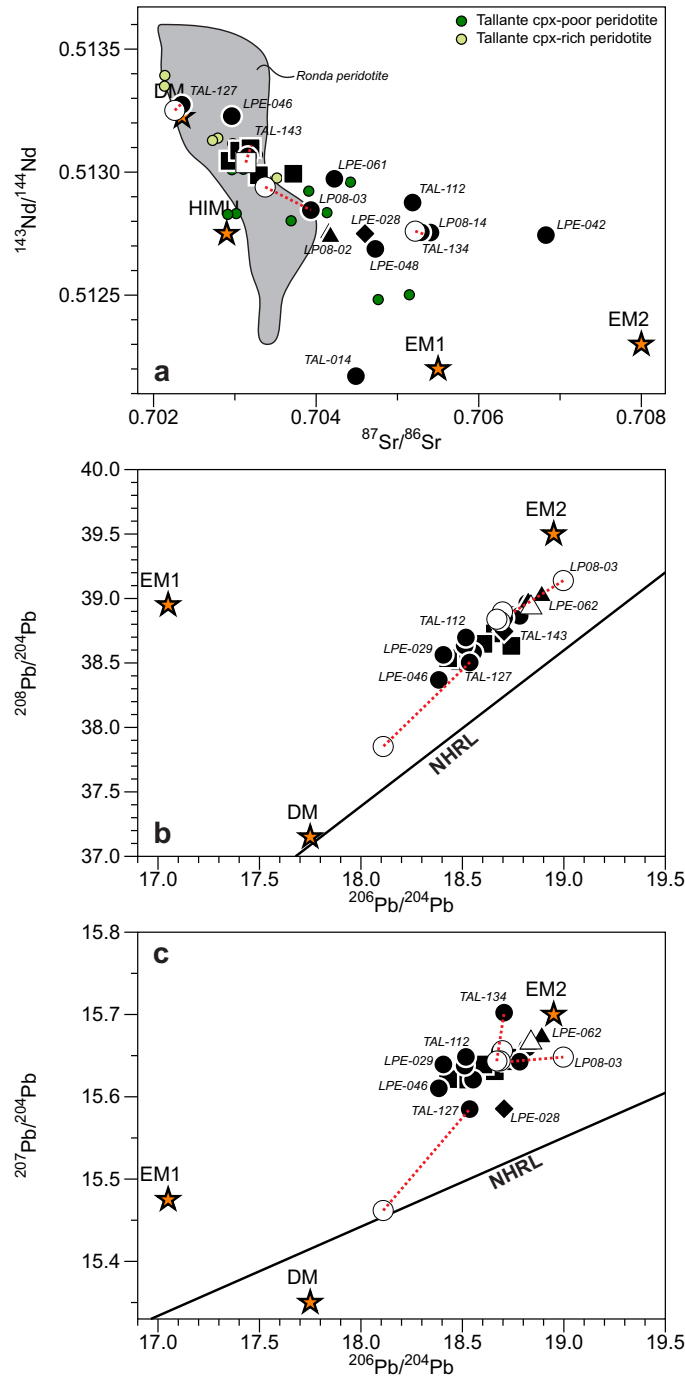 Tallante cpx-poor peridotite
Tallante cpx-rich peridotite
Ronda peridotite
0.5135
0.5130
0.5125
143Nd/144Nd
DM
TAL-127
LPE-046
TAL-143
LPE-061
LP08-03
TAL-112
HIMU
LP08-02
LPE-028
LP08-14
TAL-134
LPE-042
LPE-048
TAL-014
EM1
EM2
a
0.702
0.704
0.706
0.708
87Sr/86Sr
40.0
39.5
39.0
38.5
38.0
37.5
37.0
208Pb/204Pb
EM1
EM2
LP08-03
LPE-062
TAL-112
TAL-143
LPE-029
LPE-046
TAL-127
NHRL
DM
b
17.0
17.5
18.0
18.5
19.0
19.5
206Pb/204Pb
c
15.8
15.7
15.6
15.5
15.4
207Pb/204Pb
TAL-134
EM2
TAL-112
LPE-062
LPE-029
LP08-03
LPE-046
TAL-127
LPE-028
EM1
NHRL
DM
17.0
17.5
18.0
18.5
19.0
19.5
206Pb/204Pb